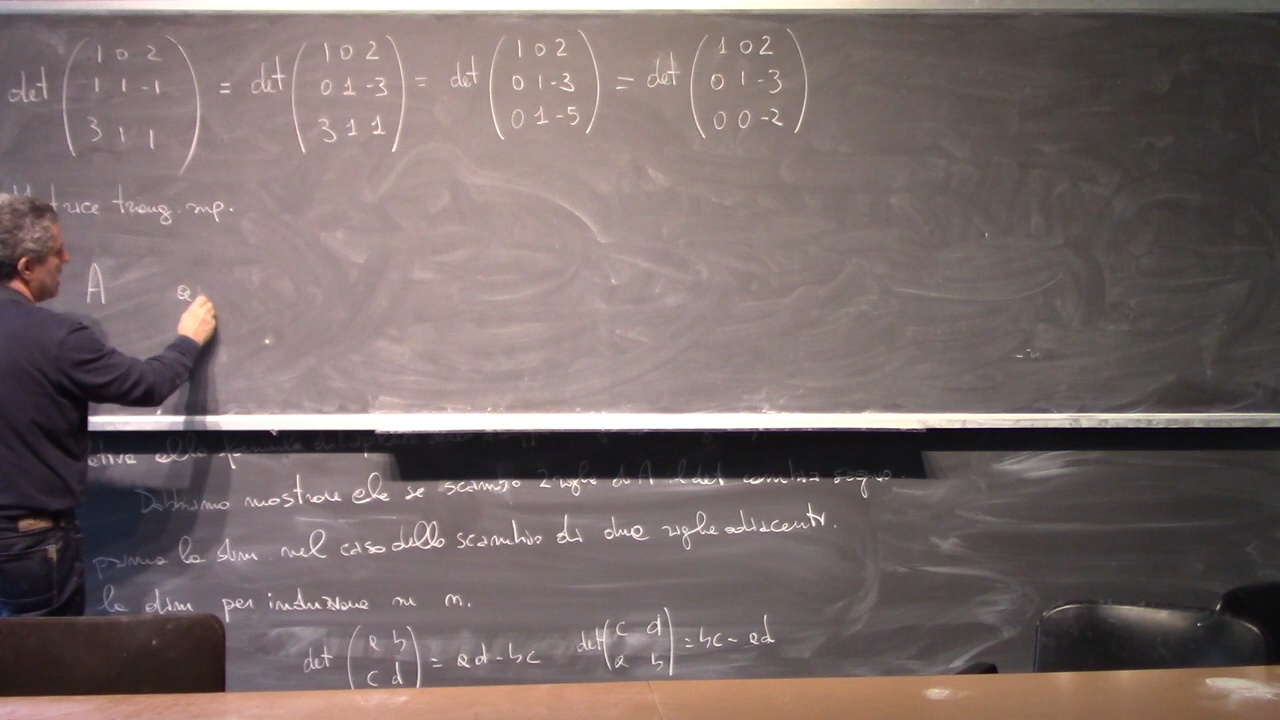 det ( 1 0 2 / 1 1 -1 / 3 1 1 ) = det ( 1 0 2 / 0 1 -3 / 3 1 1 ) = det ( 1 0 2 / 0 1 -3 / 0 1 -5 ) = det ( 1 0 2 / 0 1 -3 / 0 0 -2 )
triang. sup.
A a
formula di
Dobbiamo mostrare che se scambio 2 righe di A il det cambia segno
prima la dim. nel caso dello scambio di due righe adiacenti.
la dim per induzione su n.
det ( a b / c d ) = ad - bc det ( c d / a b ) = bc - ad